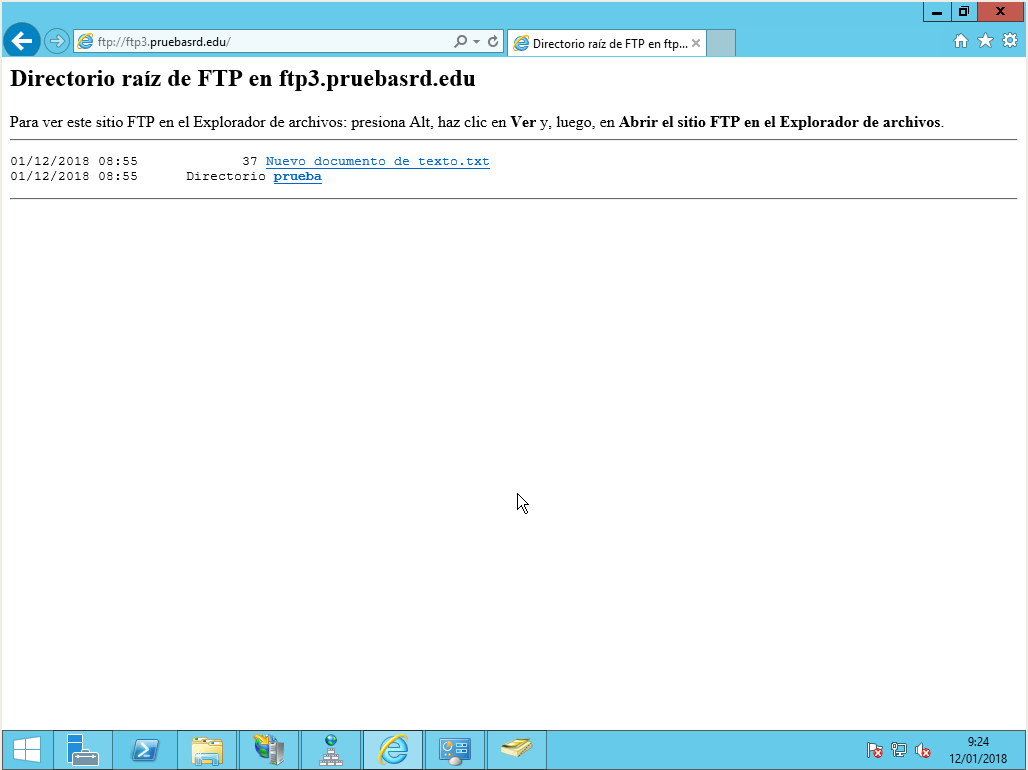 ftp://ftp3.pruebasrd.edu/
Directorio raíz de FTP en ftp...
Directorio raíz de FTP en ftp3.pruebasrd.edu
Para ver este sitio FTP en el Explorador de archivos: presiona Alt, haz clic en Ver y, luego, en Abrir el sitio FTP en el Explorador de archivos.
01/12/2018 08:55 37 Nuevo documento de texto.txt
01/12/2018 08:55 Directorio prueba
9:24
12/01/2018